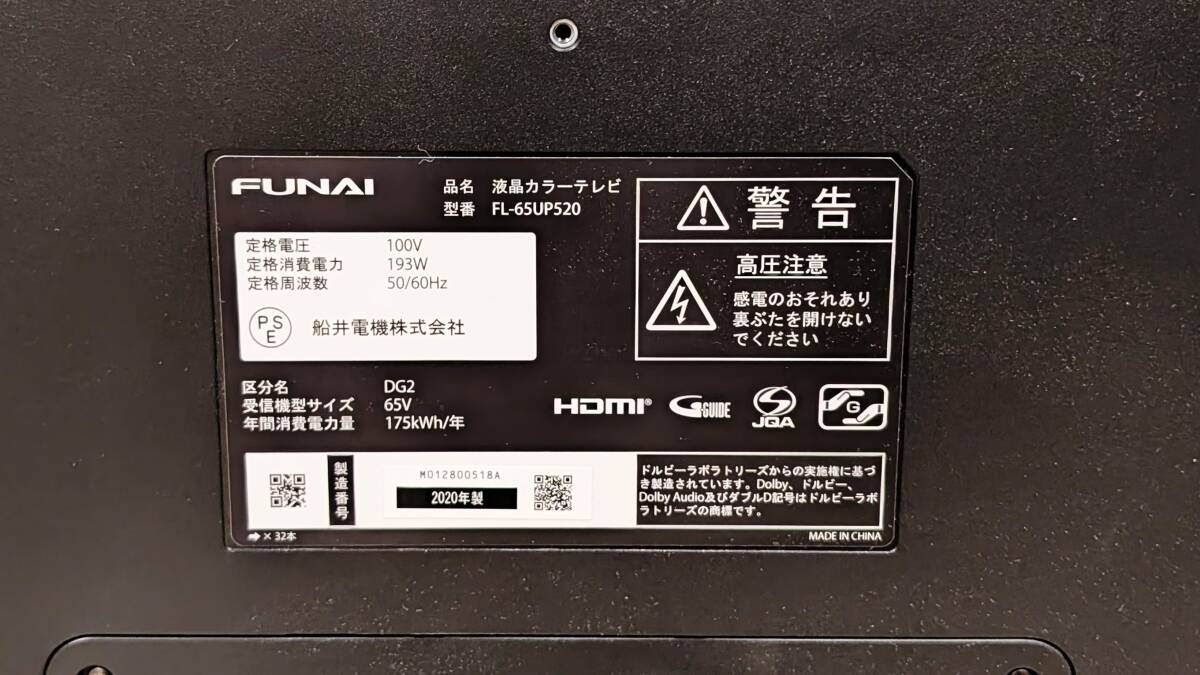 FUNAI
品名 液晶カラーテレビ
型番 FL-65UP520
定格電圧 100V
定格消費電力 193W
定格周波数 50/60Hz
PSE 船井電機株式会社
警告
高圧注意
感電のおそれあり
裏ぶたを開けない
でください
区分名 DG2
受信機型サイズ 65V
年間消費電力量 175kWh/年
HDMI® G-GUIDE JQA G
製造番号
M012800518A
2020年製
ドルビーラボラトリーズからの実施権に基づ
き製造されています。Dolby、ドルビー、
Dolby Audio及びダブルD記号はドルビーラボ
ラトリーズの商標です。
➡ × 32本
MADE IN CHINA